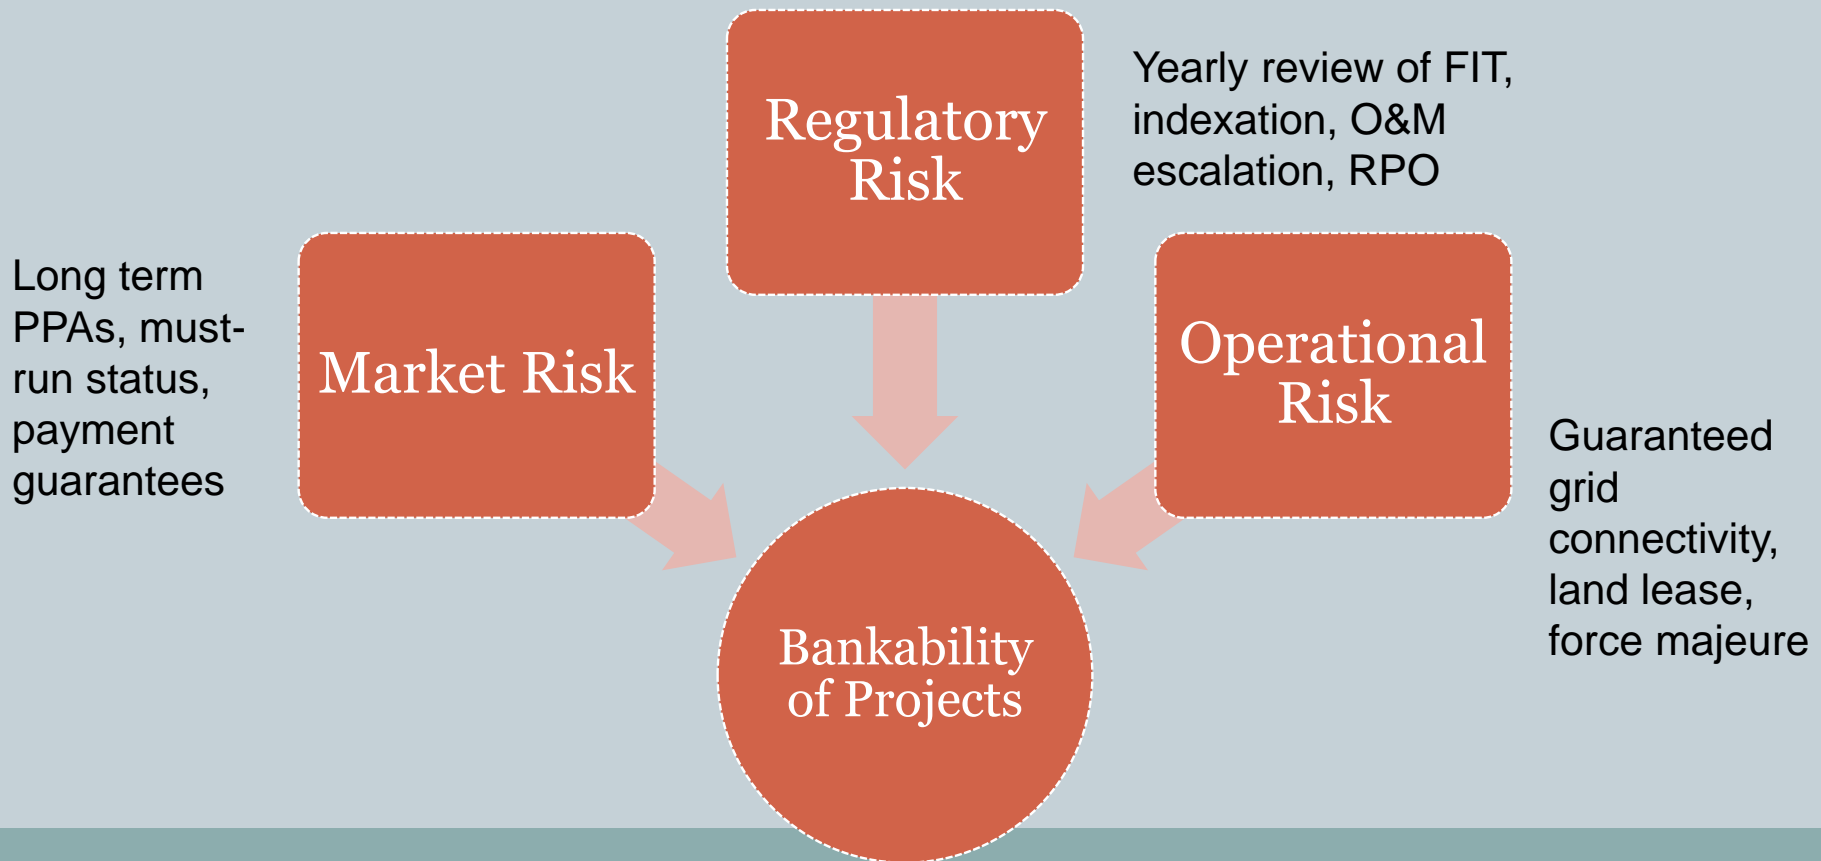 Regulatory
Risk
Yearly review of FIT,
indexation, O&M
escalation, RPO
Long term
PPAs, must-
run status,
payment
guarantees
Market Risk
Operational
Risk
Guaranteed
grid
connectivity,
land lease,
force majeure
Bankability
of Projects